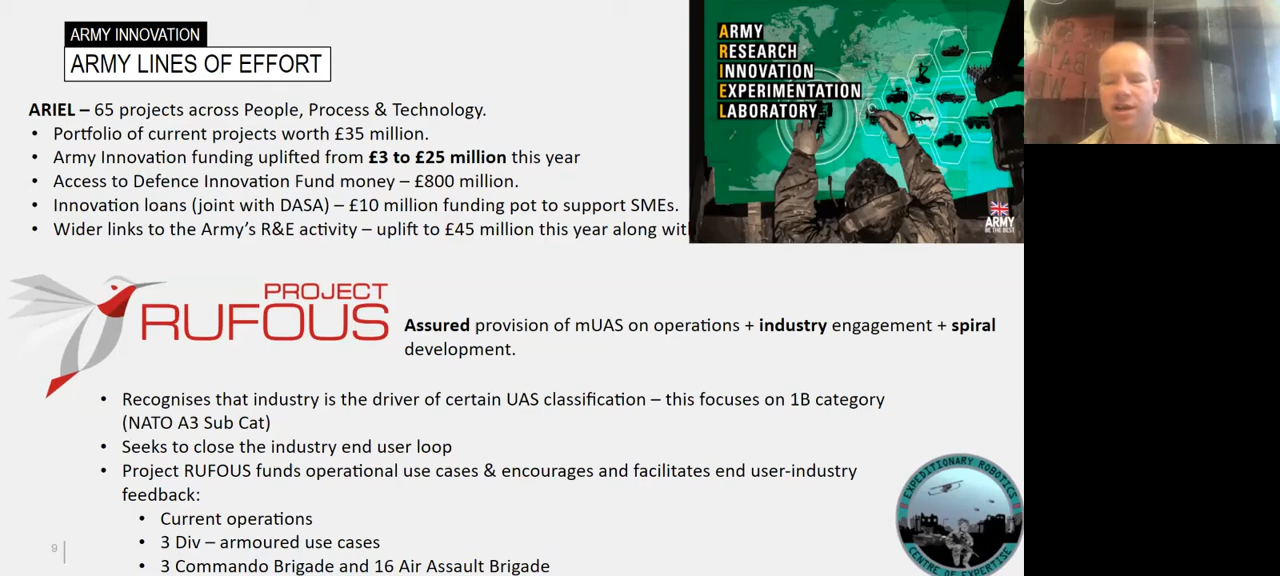 ARMY INNOVATION
ARMY LINES OF EFFORT
ARIEL – 65 projects across People, Process & Technology.
• Portfolio of current projects worth £35 million.
• Army Innovation funding uplifted from £3 to £25 million this year
• Access to Defence Innovation Fund money – £800 million.
• Innovation loans (joint with DASA) – £10 million funding pot to support SMEs.
• Wider links to the Army's R&E activity – uplift to £45 million this year along wit
ARMY
RESEARCH
INNOVATION
EXPERIMENTATION
LABORATORY
ARMY
BE THE BEST
PROJECT
RUFOUS
Assured provision of mUAS on operations + industry engagement + spiral
development.
• Recognises that industry is the driver of certain UAS classification – this focuses on 1B category
(NATO A3 Sub Cat)
• Seeks to close the industry end user loop
• Project RUFOUS funds operational use cases & encourages and facilitates end user-industry
feedback:
• Current operations
• 3 Div – armoured use cases
• 3 Commando Brigade and 16 Air Assault Brigade
EXPEDITIONARY ROBOTICS
CENTRE OF EXPERTISE
9